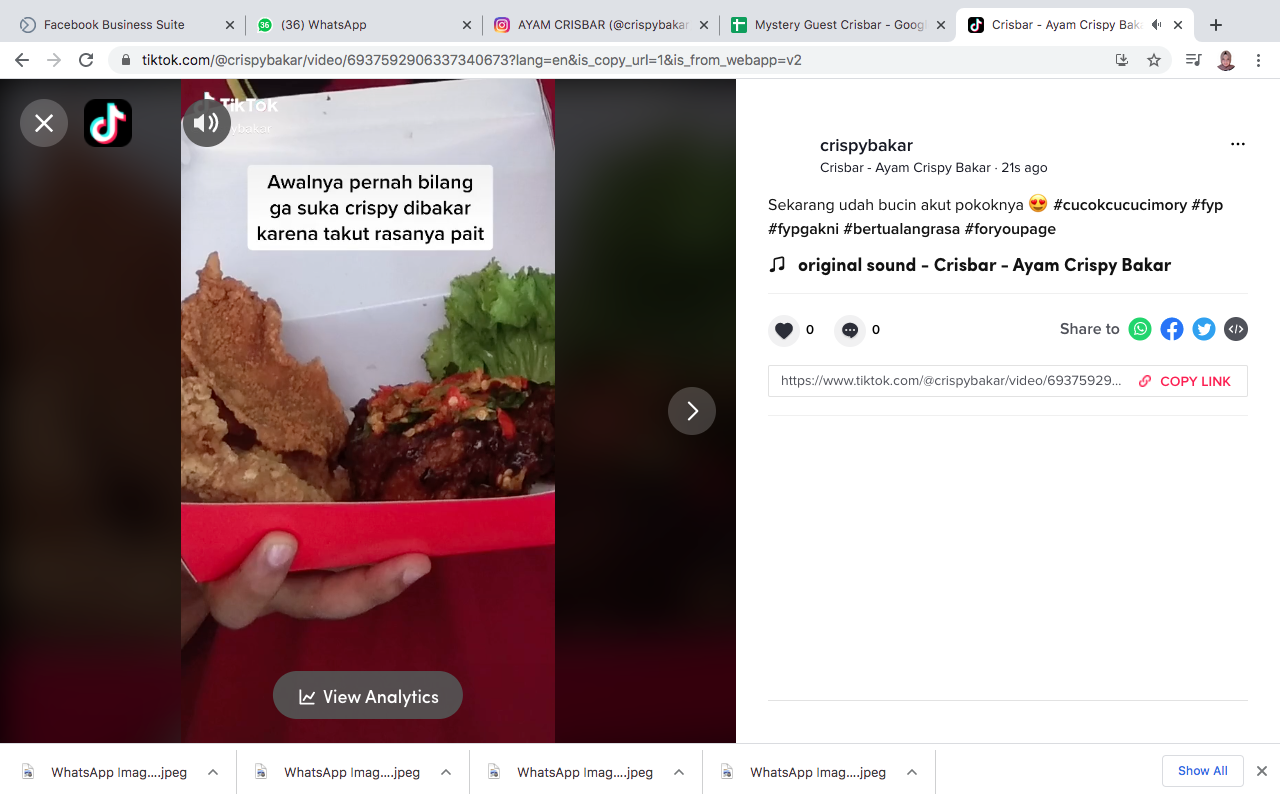 Facebook Business Suite
(36) WhatsApp
AYAM CRISBAR (@crispybakar
Mystery Guest Crisbar - Goog
Crisbar - Ayam Crispy Bak
tiktok.com/@crispybakar/video/6937592906337340673?lang=en&is_copy_url=1&is_from_webapp=v2
TikTok
ybakar
Awalnya pernah bilang
ga suka crispy dibakar
karena takut rasanya pait
View Analytics
crispybakar
Crisbar - Ayam Crispy Bakar · 21s ago
Sekarang udah bucin akut pokoknya 😍 #cucokcucucimory #fyp
#fypgakni #bertualangrasa #foryoupage
original sound - Crisbar - Ayam Crispy Bakar
0
0
Share to
https://www.tiktok.com/@crispybakar/video/69375929...
COPY LINK
WhatsApp Imag....jpeg
WhatsApp Imag....jpeg
WhatsApp Imag....jpeg
WhatsApp Imag....jpeg
Show All